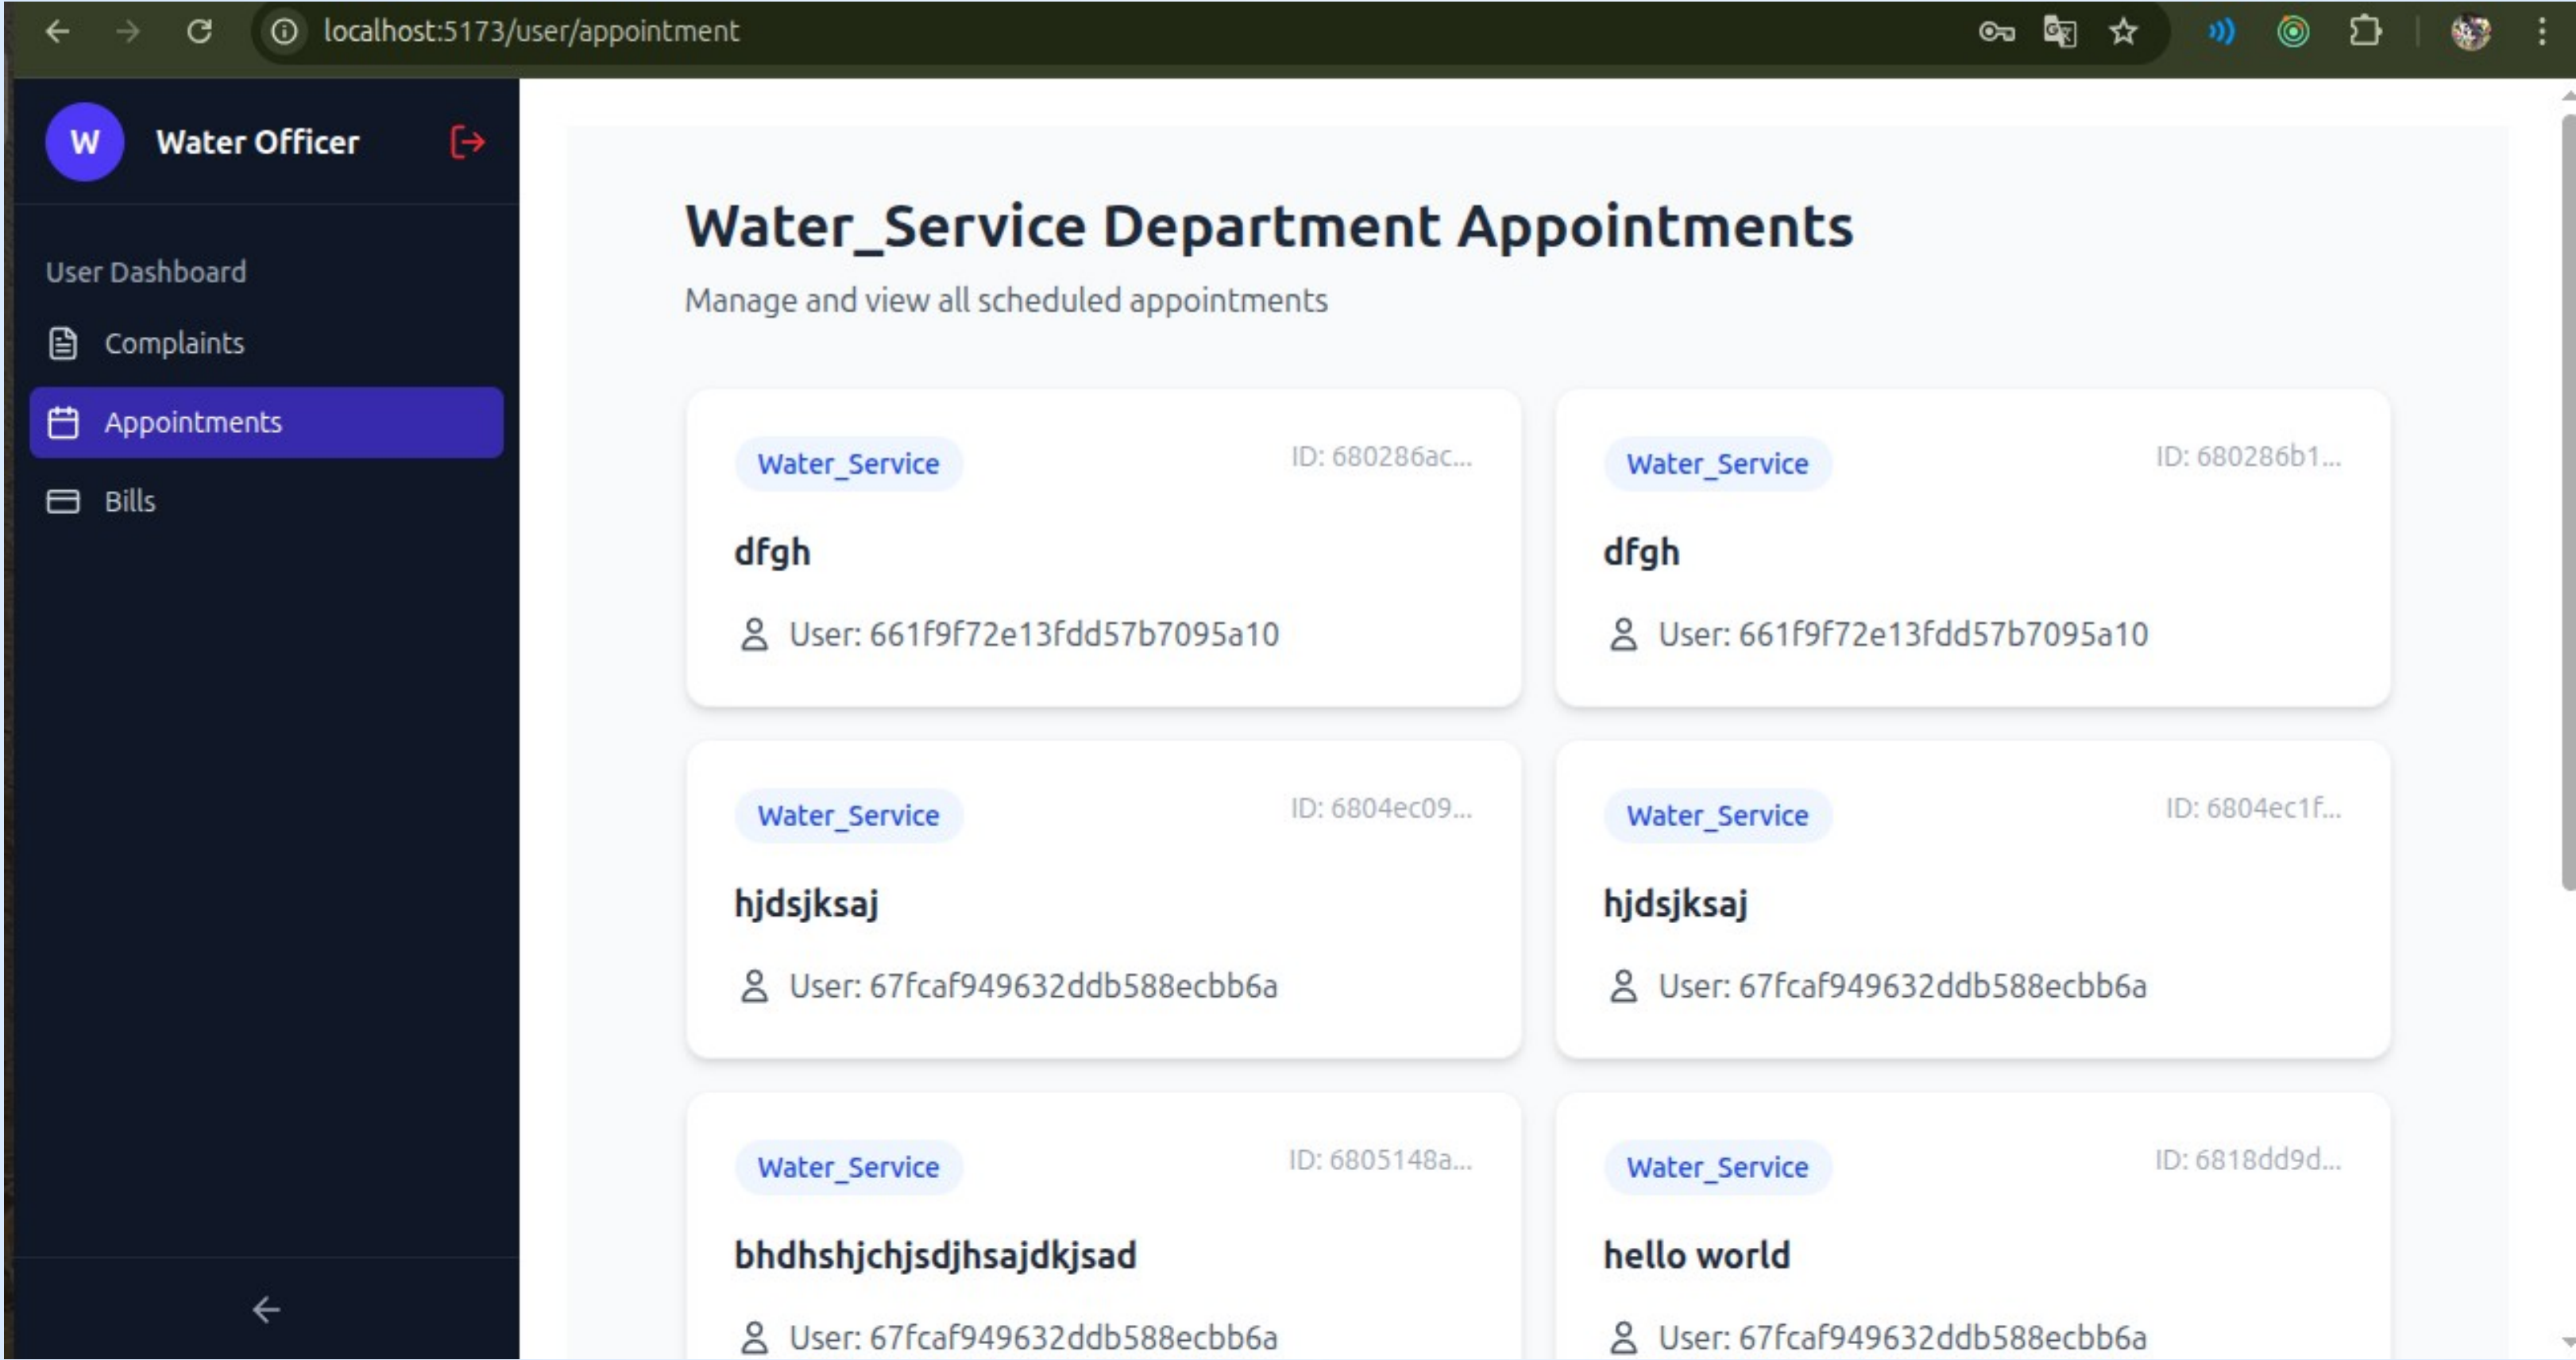 localhost:5173/user/appointment
W
Water Officer
User Dashboard
Complaints
Appointments
Bills
Water_Service Department Appointments
Manage and view all scheduled appointments
Water_Service
ID: 680286ac...
dfgh
User: 661f9f72e13fdd57b7095a10
Water_Service
ID: 680286b1...
dfgh
User: 661f9f72e13fdd57b7095a10
Water_Service
ID: 6804ec09...
hjdsjksaj
User: 67fcaf949632ddb588ecbb6a
Water_Service
ID: 6804ec1f...
hjdsjksaj
User: 67fcaf949632ddb588ecbb6a
Water_Service
ID: 6805148a...
bhdhshjchjsdjhsajdkjsad
User: 67fcaf949632ddb588ecbb6a
Water_Service
ID: 6818dd9d...
hello world
User: 67fcaf949632ddb588ecbb6a